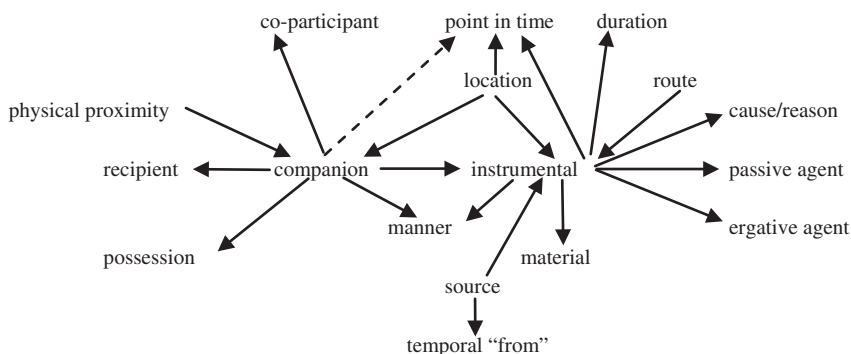 co-participant point in time duration
location route
physical proximity cause/reason
recipient companion instrumental passive agent
manner ergative agent
possession material
source
temporal “from”